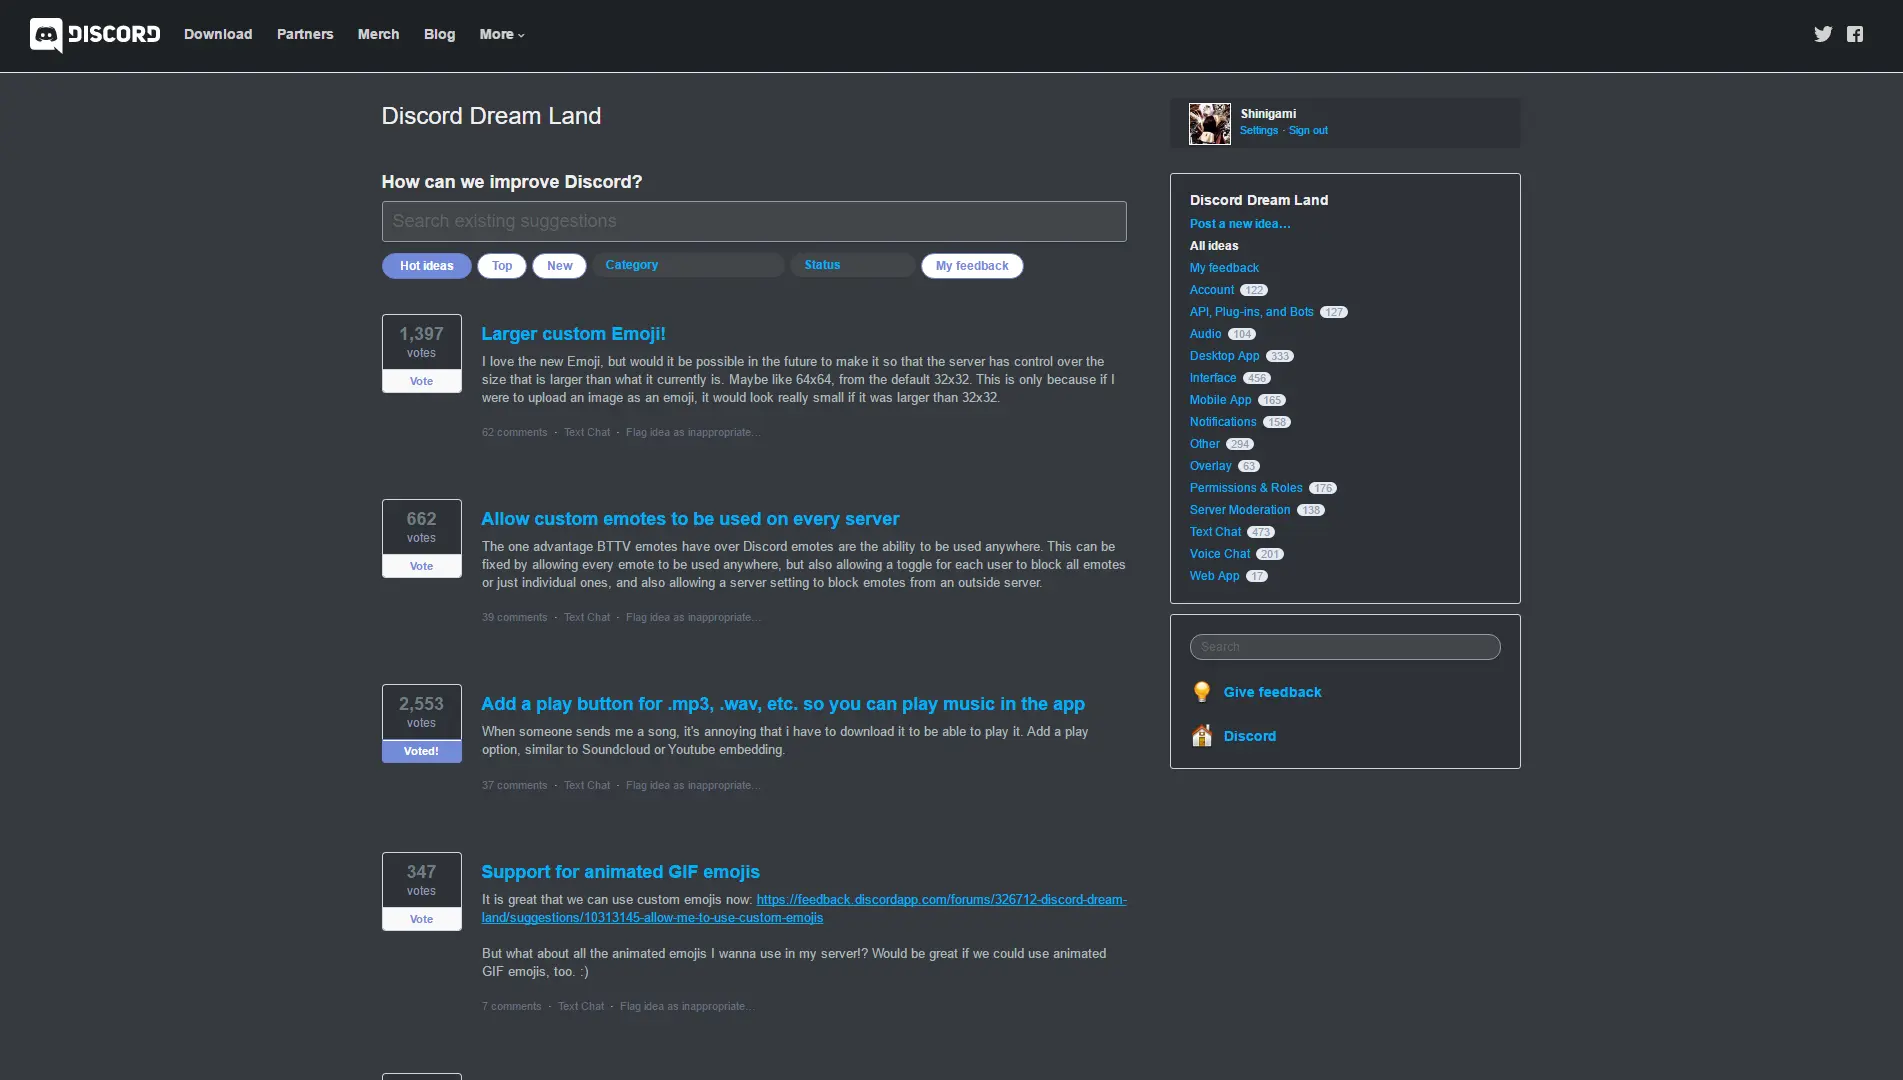 DISCORD Download Partners Merch Blog More
Discord Dream Land
How can we improve Discord?
Search existing suggestions
Hot ideas Top New Category Status My feedback
1,397
votes
Vote
Larger custom Emoji!
I love the new Emoji, but would it be possible in the future to make it so that the server has control over the
size that is larger than what it currently is. Maybe like 64x64, from the default 32x32. This is only because if I
were to upload an image as an emoji, it would look really small if it was larger than 32x32.
62 comments · Text Chat · Flag idea as inappropriate…
662
votes
Vote
Allow custom emotes to be used on every server
The one advantage BTTV emotes have over Discord emotes are the ability to be used anywhere. This can be
fixed by allowing every emote to be used anywhere, but also allowing a toggle for each user to block all emotes
or just individual ones, and also allowing a server setting to block emotes from an outside server.
39 comments · Text Chat · Flag idea as inappropriate…
2,553
votes
Voted!
Add a play button for .mp3, .wav, etc. so you can play music in the app
When someone sends me a song, it's annoying that i have to download it to be able to play it. Add a play
option, similar to Soundcloud or Youtube embedding.
37 comments · Text Chat · Flag idea as inappropriate…
347
votes
Vote
Support for animated GIF emojis
It is great that we can use custom emojis now: https://feedback.discordapp.com/forums/326712-discord-dream-
land/suggestions/10313145-allow-me-to-use-custom-emojis
But what about all the animated emojis I wanna use in my server!? Would be great if we could use animated
GIF emojis, too. :)
7 comments · Text Chat · Flag idea as inappropriate…
Shinigami
Settings · Sign out
Discord Dream Land
Post a new idea…
All ideas
My feedback
Account 122
API, Plug-ins, and Bots 127
Audio 104
Desktop App 333
Interface 456
Mobile App 165
Notifications 158
Other 294
Overlay 63
Permissions & Roles 176
Server Moderation 138
Text Chat 473
Voice Chat 201
Web App 17
Search
Give feedback
Discord